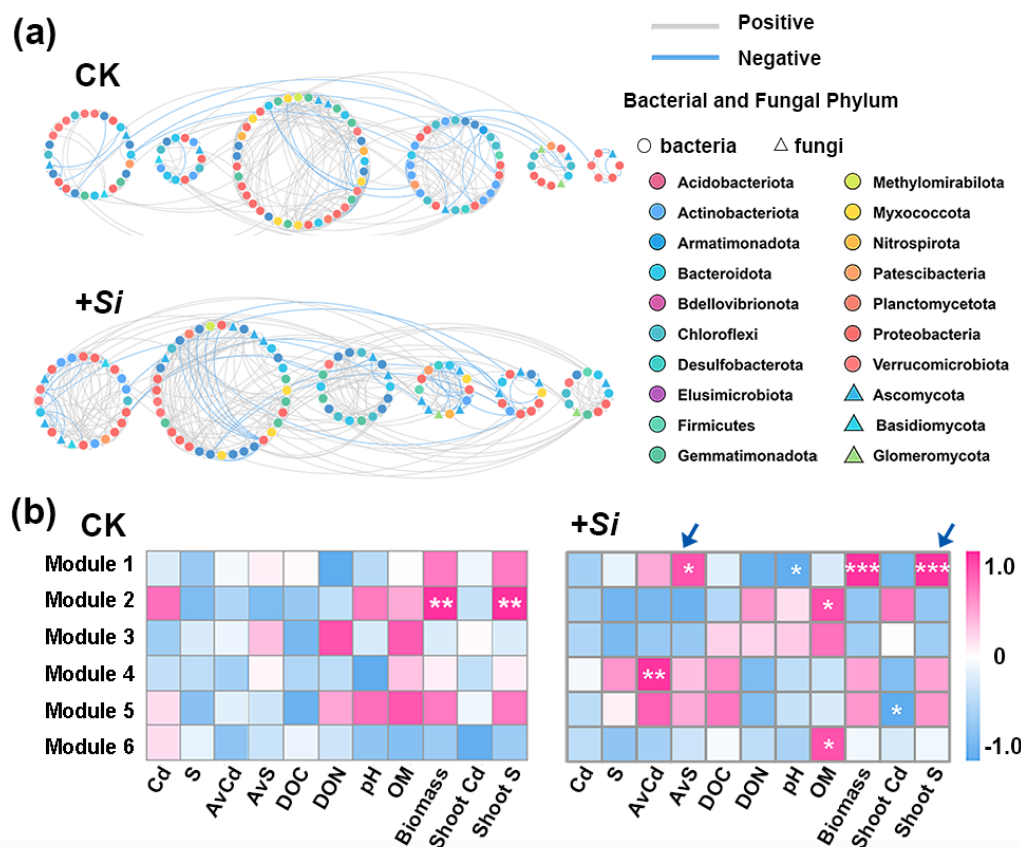 (a)
CK
Positive
Negative
Bacterial and Fungal Phylum
bacteria fungi
Acidobacteriota Methylomirabilota
Actinobacteriota Myxococcota
Armatimonadota Nitrospirota
Bacteroidota Patescibacteria
Bdellovibrionota Planctomycetota
Chloroflexi Proteobacteria
Desulfobacterota Verrucomicrobiota
Elusimicrobiota Ascomycota
Firmicutes Basidiomycota
Gemmatimonadota Glomeromycota
+Si
(b)
CK
Module 1
Module 2 ** **
Module 3
Module 4
Module 5
Module 6
Cd S AvCd AvS DOC DON pH OM Biomass Shoot Cd Shoot S
+Si
* * *** ***
*
**
*
*
Cd S AvCd AvS DOC DON pH OM Biomass Shoot Cd Shoot S
1.0
0
-1.0